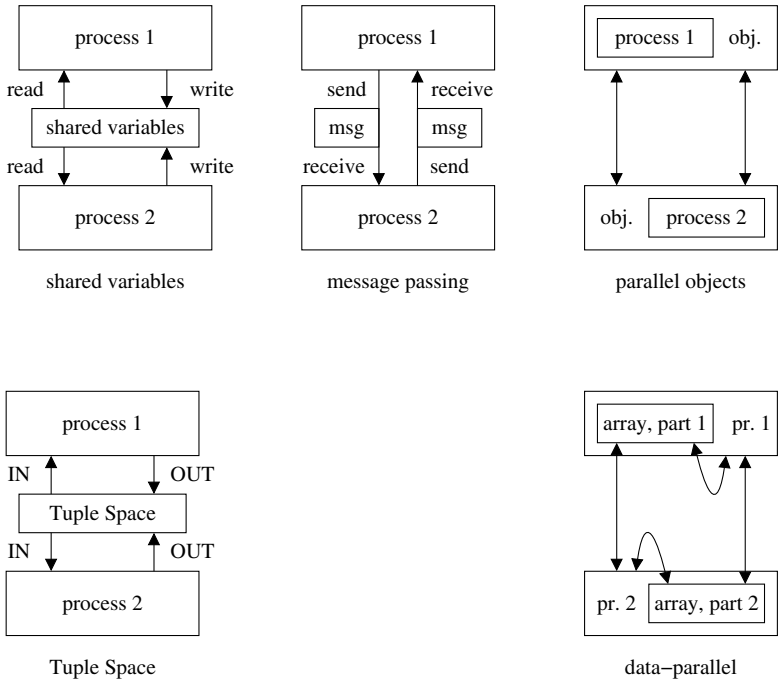 process 1
read
write
shared variables
read
write
process 2
shared variables
process 1
send
receive
msg
msg
receive
send
process 2
message passing
process 1
obj.
obj.
process 2
parallel objects
process 1
IN
OUT
Tuple Space
IN
OUT
process 2
Tuple Space
array, part 1
pr. 1
pr. 2
array, part 2
data−parallel